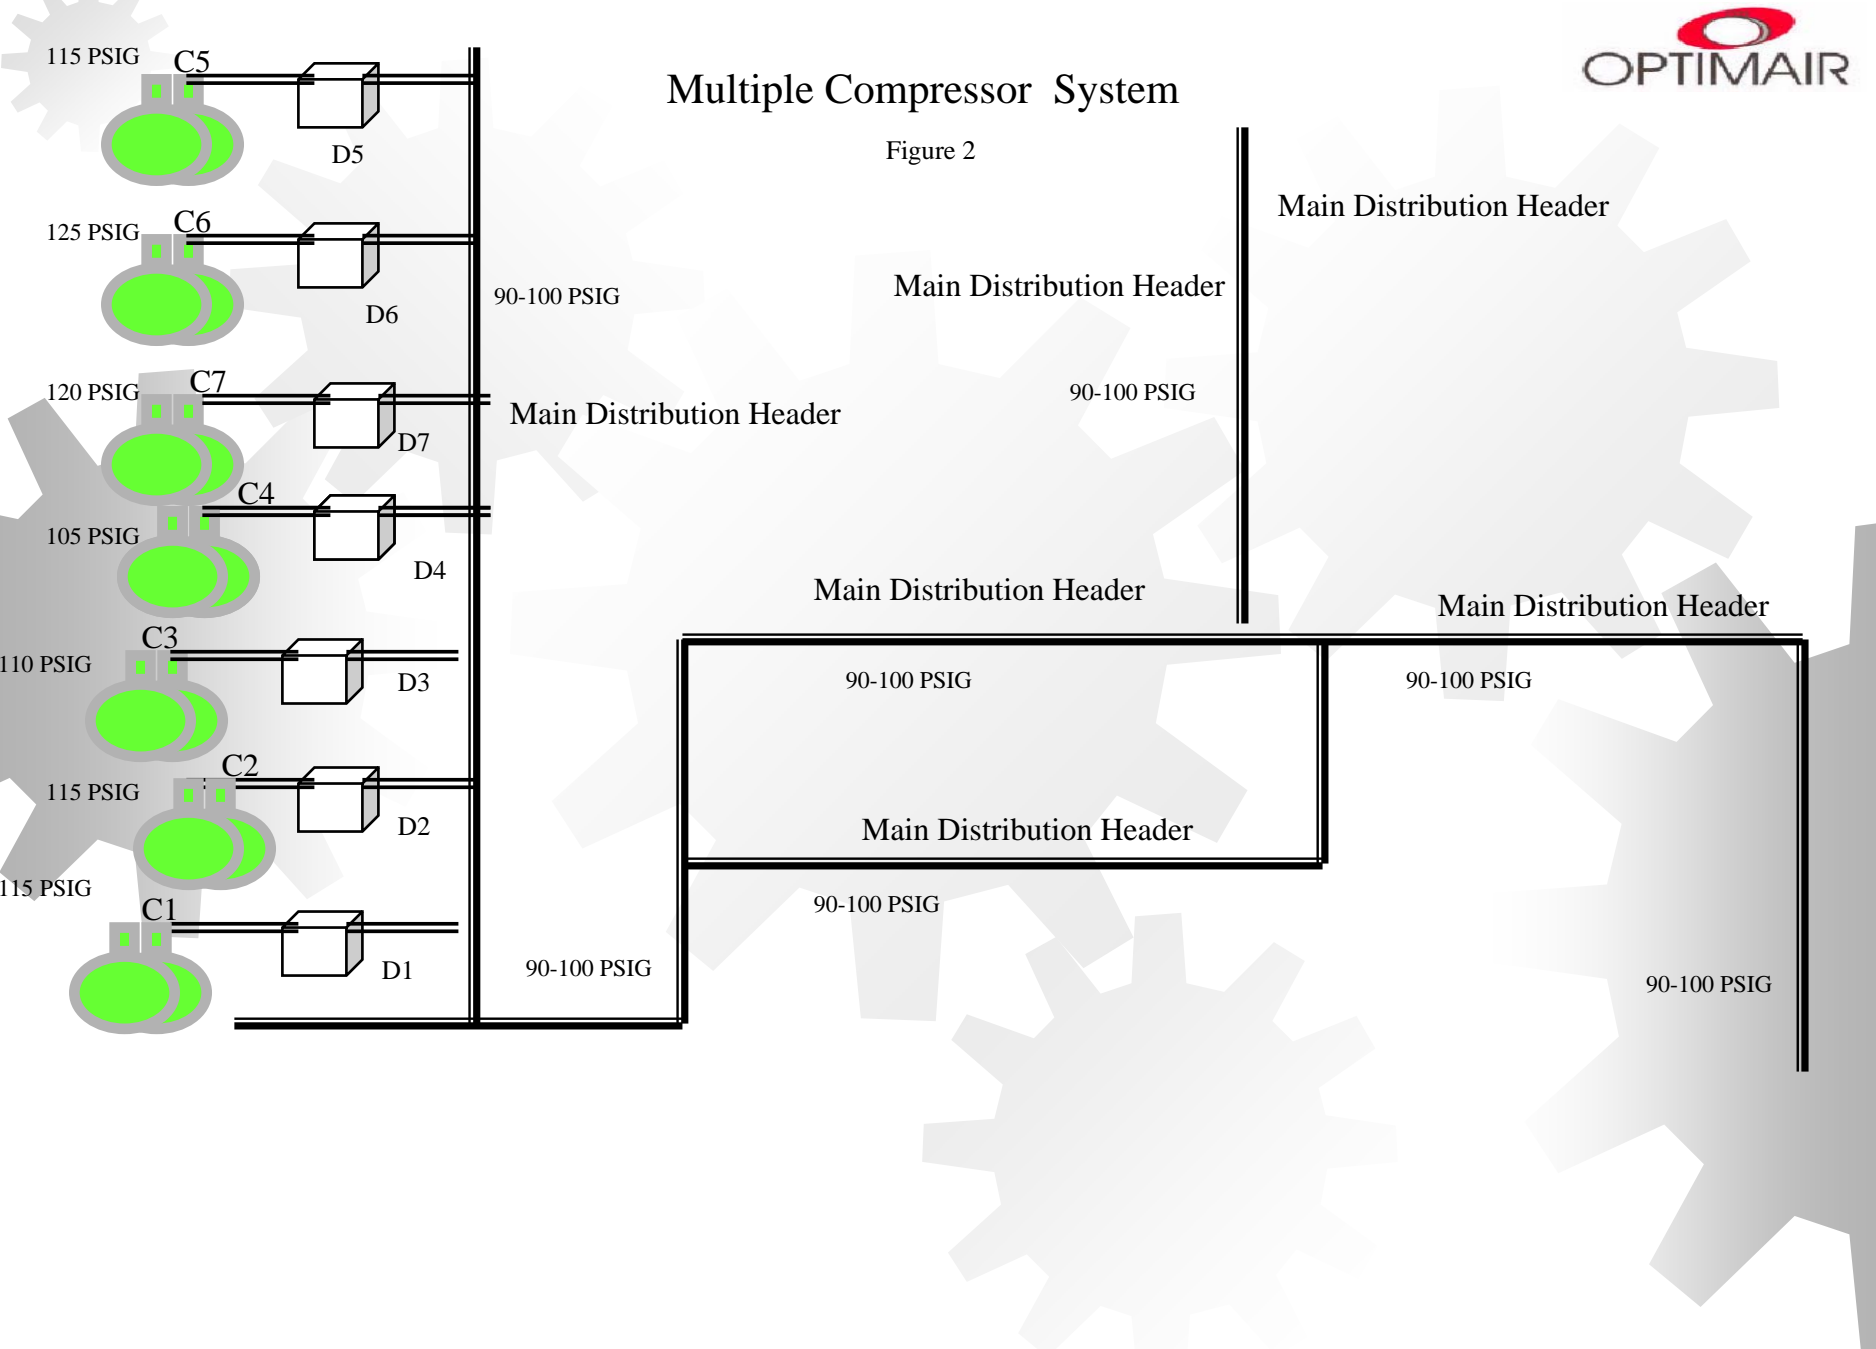 OPTIMAIR
Multiple Compressor System
Figure 2
115 PSIG
C5
D5
125 PSIG
C6
D6
90-100 PSIG
120 PSIG
C7
D7
Main Distribution Header
C4
105 PSIG
D4
C3
110 PSIG
D3
C2
115 PSIG
D2
115 PSIG
C1
D1
90-100 PSIG
Main Distribution Header
Main Distribution Header
90-100 PSIG
Main Distribution Header
90-100 PSIG
Main Distribution Header
90-100 PSIG
Main Distribution Header
90-100 PSIG
90-100 PSIG